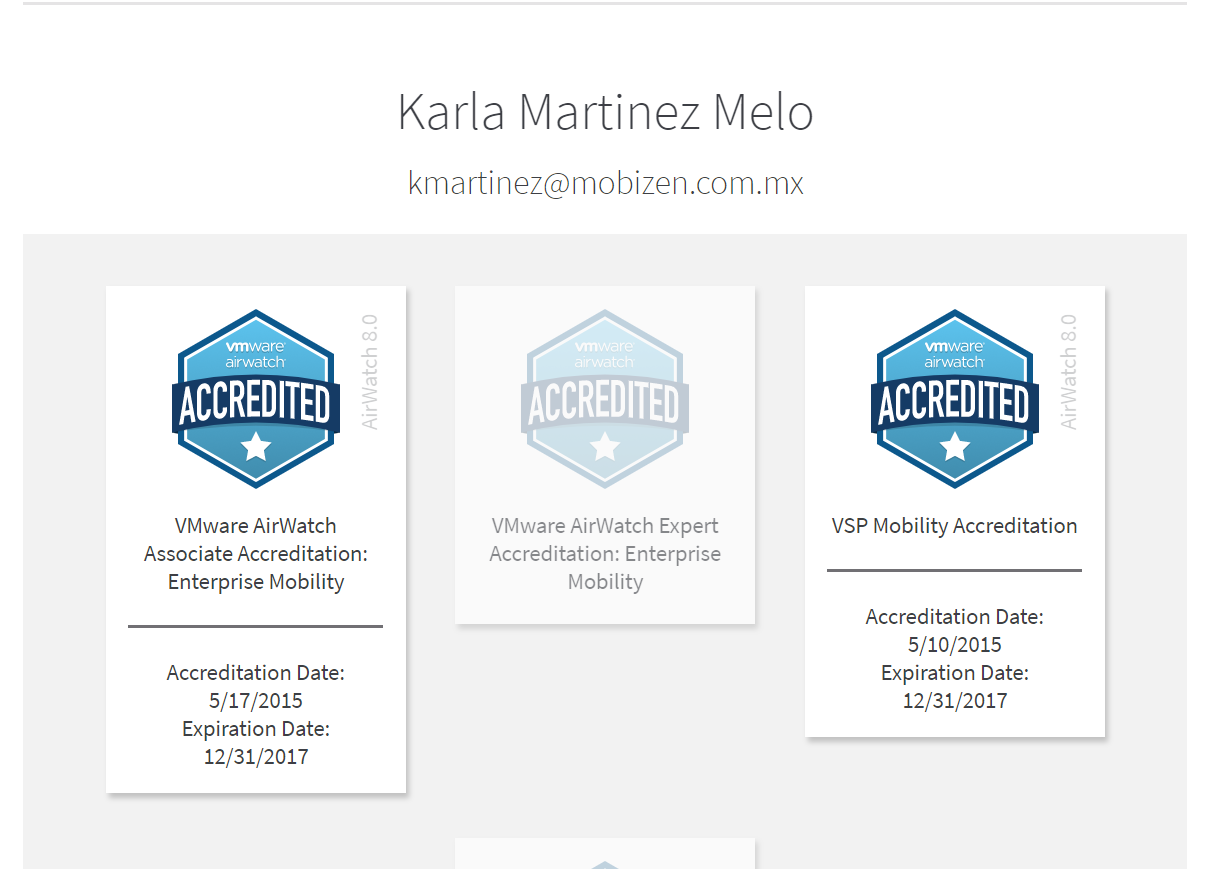 Karla Martinez Melo
kmartinez@mobizen.com.mx
vmware
airwatch
ACCREDITED
AirWatch 8.0
VMware AirWatch
Associate Accreditation:
Enterprise Mobility
Accreditation Date:
5/17/2015
Expiration Date:
12/31/2017
vmware
airwatch
ACCREDITED
VMware AirWatch Expert
Accreditation: Enterprise
Mobility
vmware
airwatch
ACCREDITED
AirWatch 8.0
VSP Mobility Accreditation
Accreditation Date:
5/10/2015
Expiration Date:
12/31/2017